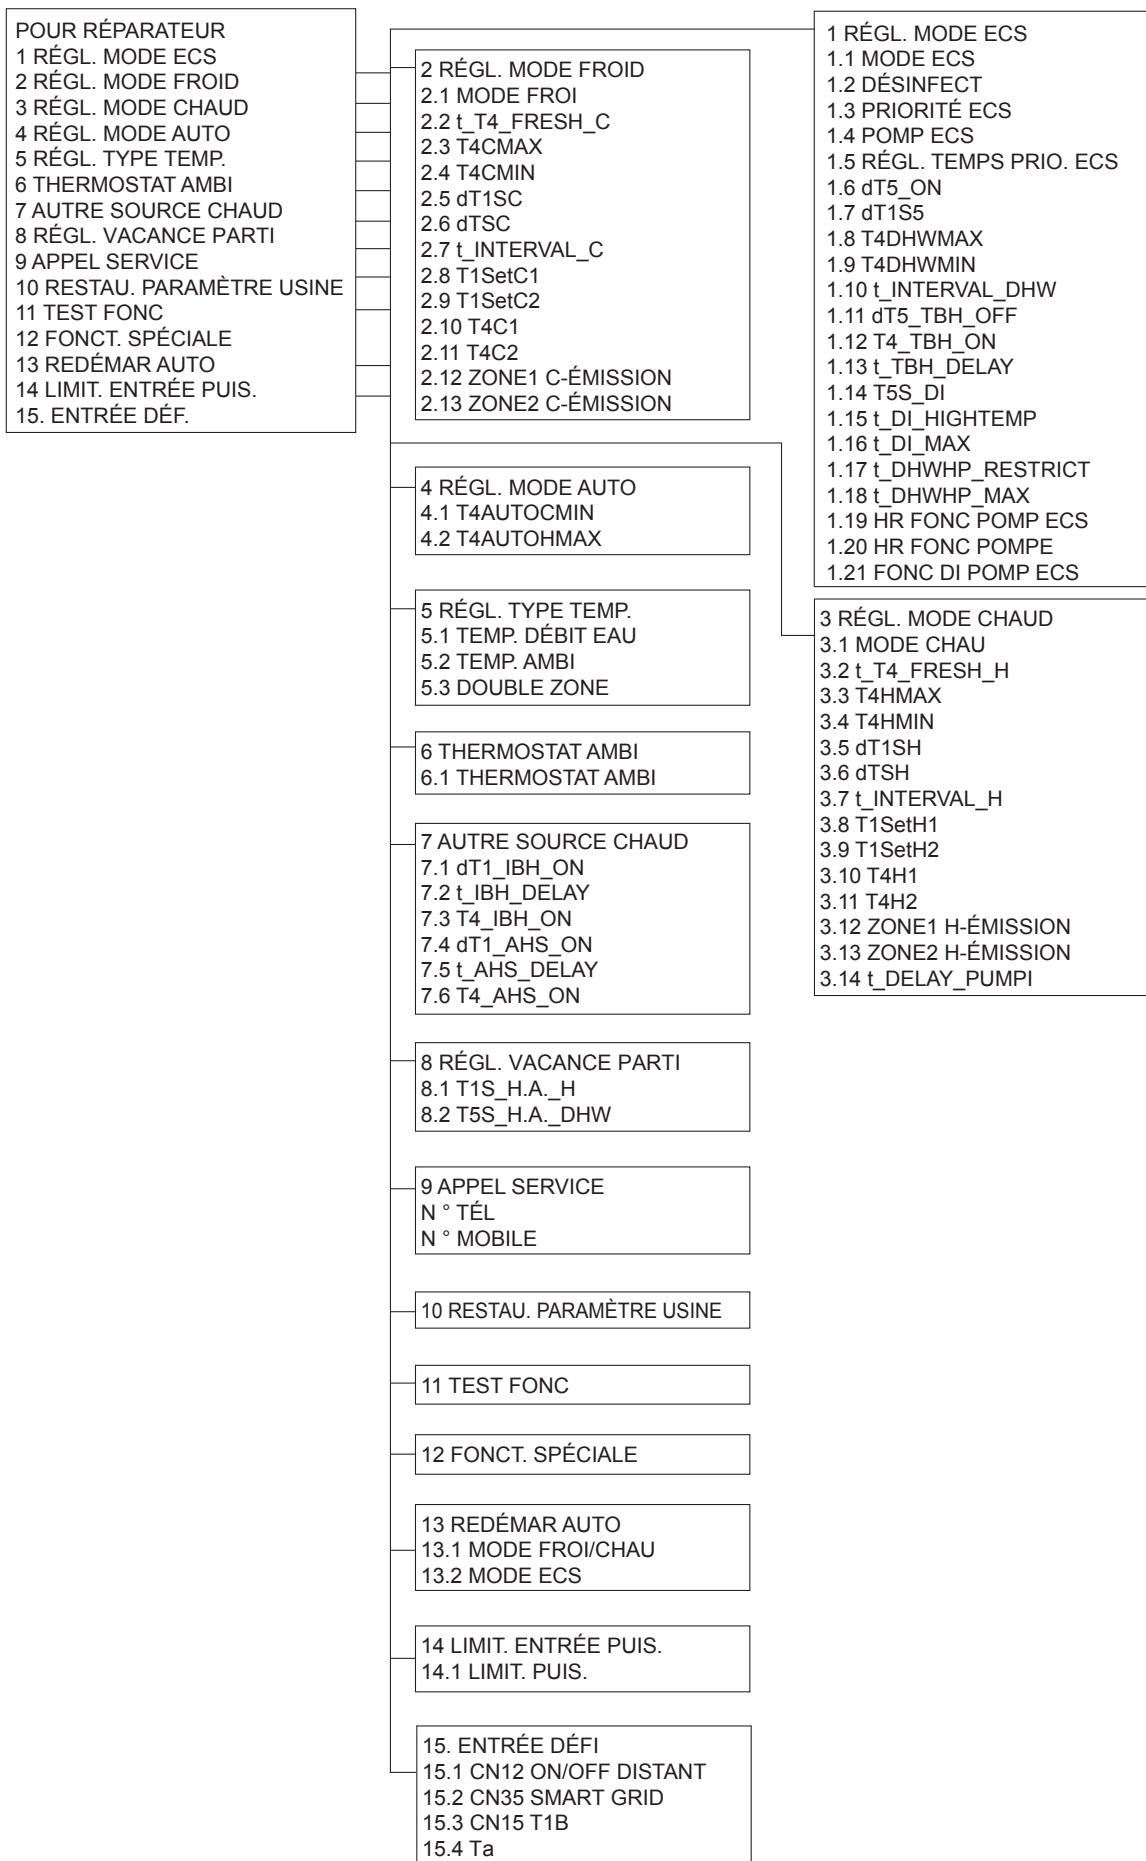 POUR RÉPARATEUR
1 RÉGL. MODE ECS
2 RÉGL. MODE FROID
3 RÉGL. MODE CHAUD
4 RÉGL. MODE AUTO
5 RÉGL. TYPE TEMP.
6 THERMOSTAT AMBI
7 AUTRE SOURCE CHAUD
8 RÉGL. VACANCE PARTI
9 APPEL SERVICE
10 RESTAU. PARAMÈTRE USINE
11 TEST FONC
12 FONCT. SPÉCIALE
13 REDÉMAR AUTO
14 LIMIT. ENTRÉE PUIS.
15. ENTRÉE DÉF.
2 RÉGL. MODE FROID
2.1 MODE FROI
2.2 t_T4_FRESH_C
2.3 T4CMAX
2.4 T4CMIN
2.5 dT1SC
2.6 dTSC
2.7 t_INTERVAL_C
2.8 T1SetC1
2.9 T1SetC2
2.10 T4C1
2.11 T4C2
2.12 ZONE1 C-ÉMISSION
2.13 ZONE2 C-ÉMISSION
4 RÉGL. MODE AUTO
4.1 T4AUTOCMIN
4.2 T4AUTOHMAX
5 RÉGL. TYPE TEMP.
5.1 TEMP. DÉBIT EAU
5.2 TEMP. AMBI
5.3 DOUBLE ZONE
6 THERMOSTAT AMBI
6.1 THERMOSTAT AMBI
7 AUTRE SOURCE CHAUD
7.1 dT1_IBH_ON
7.2 t_IBH_DELAY
7.3 T4_IBH_ON
7.4 dT1_AHS_ON
7.5 t_AHS_DELAY
7.6 T4_AHS_ON
8 RÉGL. VACANCE PARTI
8.1 T1S_H.A._H
8.2 T5S_H.A._DHW
9 APPEL SERVICE
N ° TÉL
N ° MOBILE
10 RESTAU. PARAMÈTRE USINE
11 TEST FONC
12 FONCT. SPÉCIALE
13 REDÉMAR AUTO
13.1 MODE FROI/CHAU
13.2 MODE ECS
14 LIMIT. ENTRÉE PUIS.
14.1 LIMIT. PUIS.
15. ENTRÉE DÉFI
15.1 CN12 ON/OFF DISTANT
15.2 CN35 SMART GRID
15.3 CN15 T1B
15.4 Ta
1 RÉGL. MODE ECS
1.1 MODE ECS
1.2 DÉSINFECT
1.3 PRIORITÉ ECS
1.4 POMP ECS
1.5 RÉGL. TEMPS PRIO. ECS
1.6 dT5_ON
1.7 dT1S5
1.8 T4DHWMAX
1.9 T4DHWMIN
1.10 t_INTERVAL_DHW
1.11 dT5_TBH_OFF
1.12 T4_TBH_ON
1.13 t_TBH_DELAY
1.14 T5S_DI
1.15 t_DI_HIGHTEMP
1.16 t_DI_MAX
1.17 t_DHWHP_RESTRICT
1.18 t_DHWHP_MAX
1.19 HR FONC POMP ECS
1.20 HR FONC POMPE
1.21 FONC DI POMP ECS
3 RÉGL. MODE CHAUD
3.1 MODE CHAU
3.2 t_T4_FRESH_H
3.3 T4HMAX
3.4 T4HMIN
3.5 dT1SH
3.6 dTSH
3.7 t_INTERVAL_H
3.8 T1SetH1
3.9 T1SetH2
3.10 T4H1
3.11 T4H2
3.12 ZONE1 H-ÉMISSION
3.13 ZONE2 H-ÉMISSION
3.14 t_DELAY_PUMPI